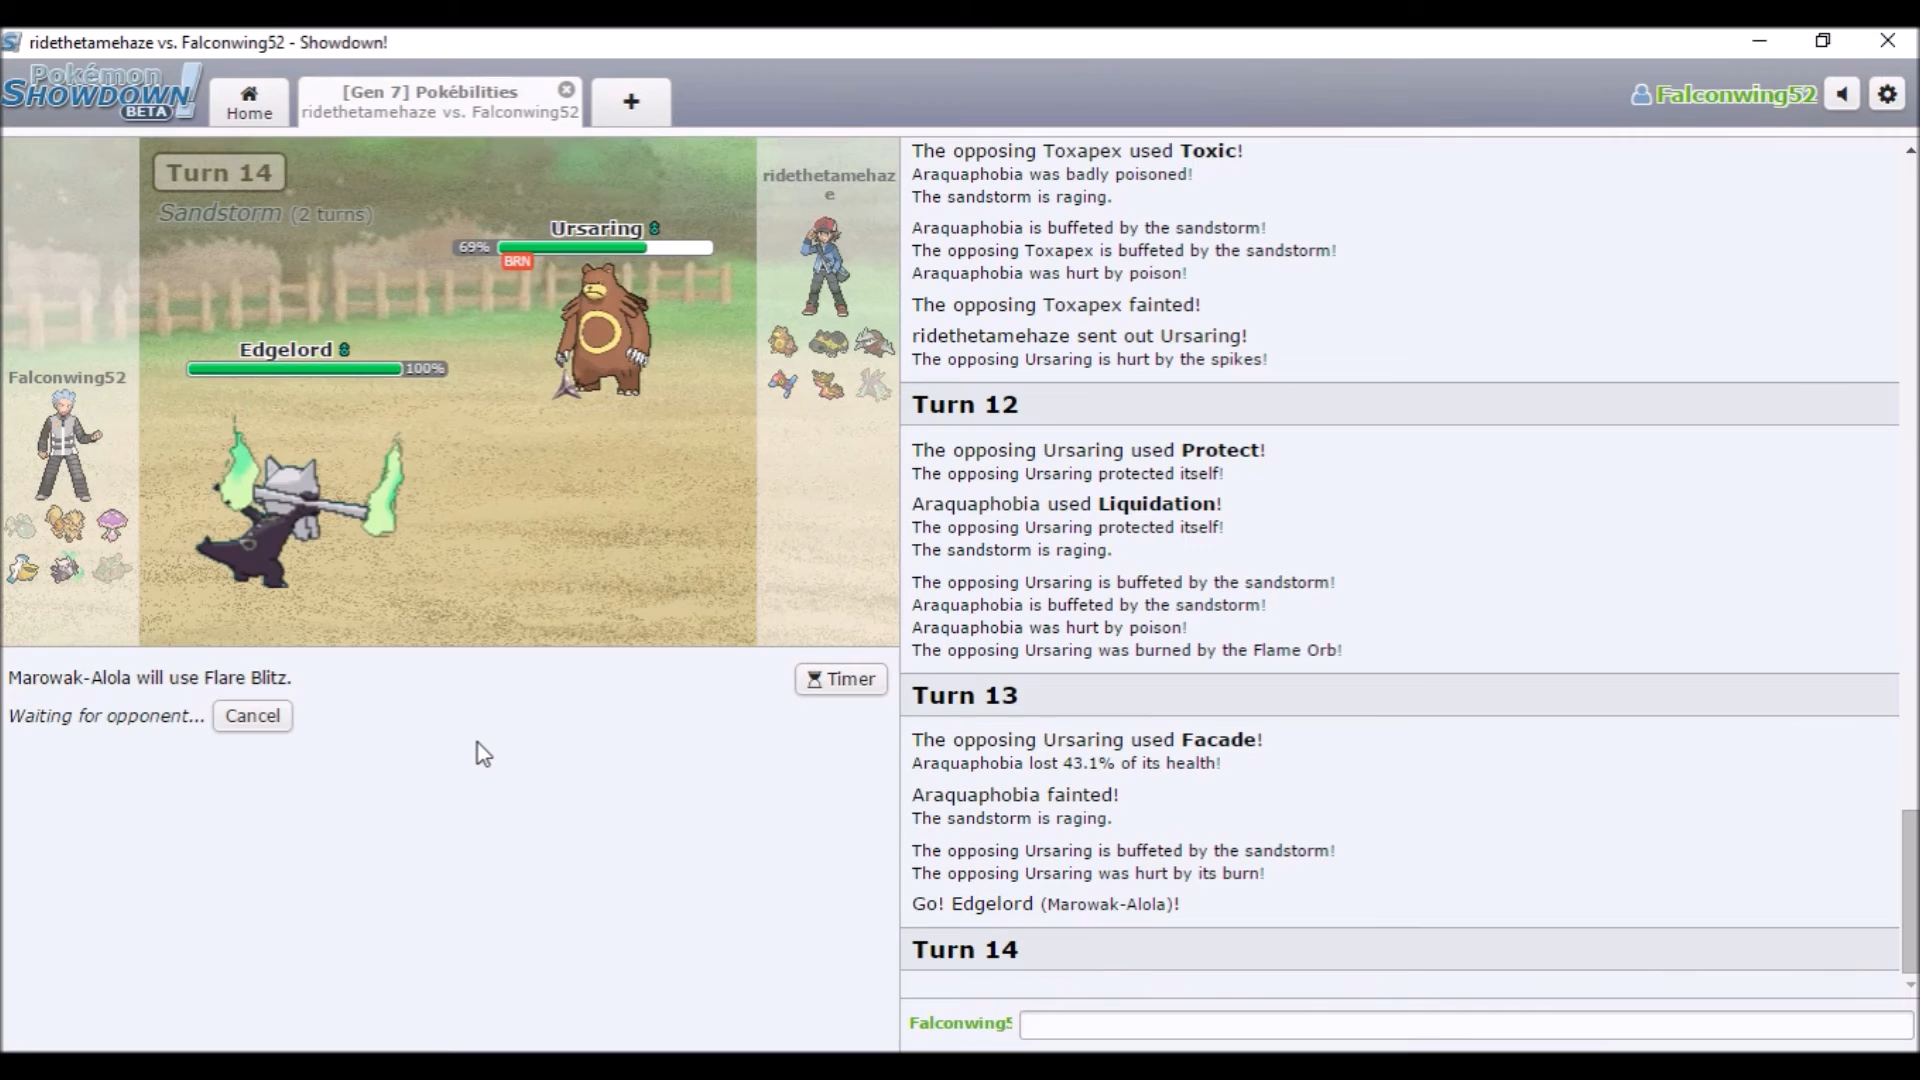 ridethetamehaze vs. Falconwing52 - Showdown!
Pokémon
SHOWDOWN!
BETA
Home
[Gen 7] Pokébilities
ridethetamehaze vs. Falconwing52
+
Falconwing52
Turn 14
Sandstorm (2 turns)
Ursaring
69%
BRN
Edgelord
100%
Falconwing52
ridethetamehaz
e
Marowak-Alola will use Flare Blitz.
Timer
Waiting for opponent...
Cancel
The opposing Toxapex used Toxic!
Araquaphobia was badly poisoned!
The sandstorm is raging.
Araquaphobia is buffeted by the sandstorm!
The opposing Toxapex is buffeted by the sandstorm!
Araquaphobia was hurt by poison!
The opposing Toxapex fainted!
ridethetamehaze sent out Ursaring!
The opposing Ursaring is hurt by the spikes!
Turn 12
The opposing Ursaring used Protect!
The opposing Ursaring protected itself!
Araquaphobia used Liquidation!
The opposing Ursaring protected itself!
The sandstorm is raging.
The opposing Ursaring is buffeted by the sandstorm!
Araquaphobia is buffeted by the sandstorm!
Araquaphobia was hurt by poison!
The opposing Ursaring was burned by the Flame Orb!
Turn 13
The opposing Ursaring used Facade!
Araquaphobia lost 43.1% of its health!
Araquaphobia fainted!
The sandstorm is raging.
The opposing Ursaring is buffeted by the sandstorm!
The opposing Ursaring was hurt by its burn!
Go! Edgelord (Marowak-Alola)!
Turn 14
Falconwing5